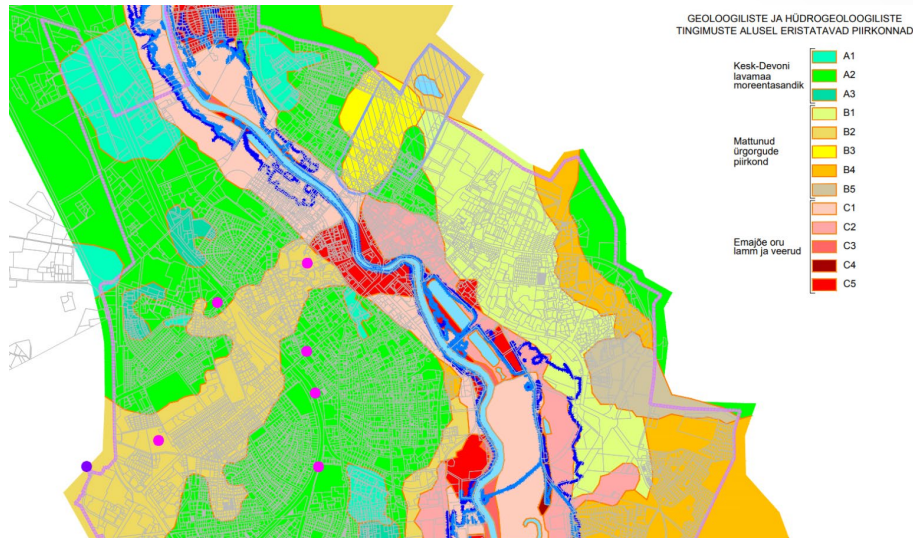 GEOLOOGILISTE JA HÜDROGEOLOOGILISTE
TINGIMUSTE ALUSEL ERISTATAVAD PIIRKONNAD
Kesk-Devoni
lavamaa
moreentasandik
A1
A2
A3
Mattunud
ürgorgude
piirkond
B1
B2
B3
B4
B5
Emajõe oru
lamm ja veerud
C1
C2
C3
C4
C5